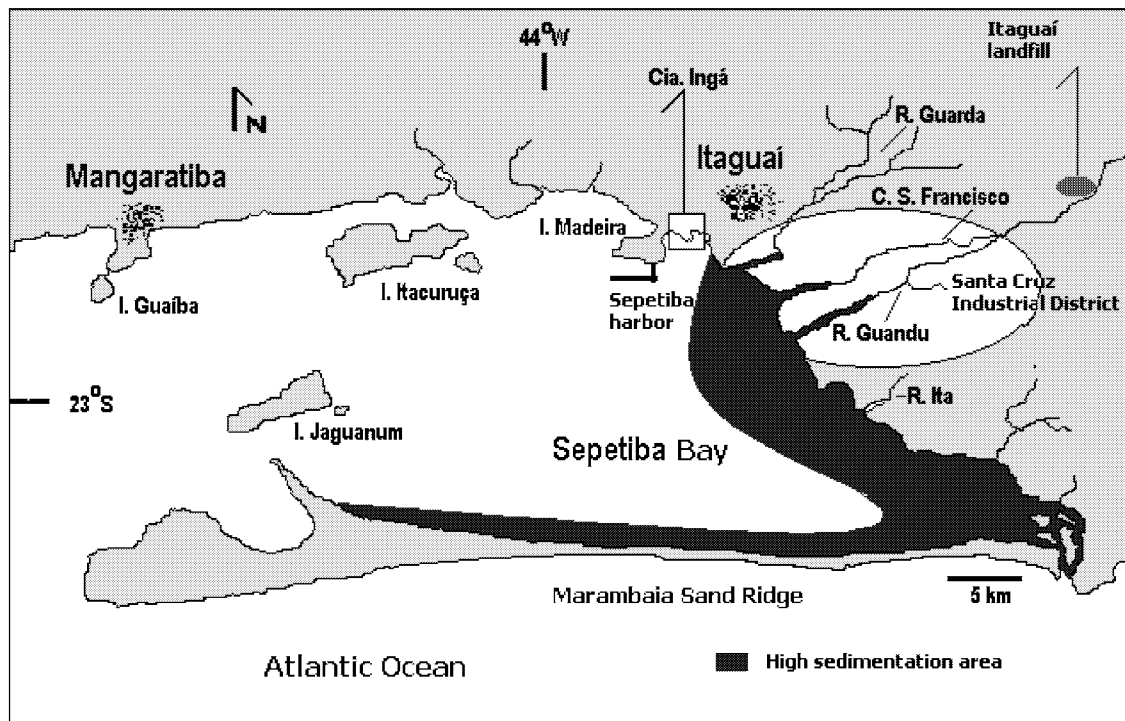 44°W
Itaguaí
landfill
Cia. Ingá
N
R. Guarda
Mangaratiba
Itaguaí
C. S. Francisco
I. Madeira
I. Guaíba
I. Itacuruça
Sepetiba
harbor
Santa Cruz
Industrial District
R. Guandu
23°S
R. Ita
I. Jaguanum
Sepetiba Bay
5 km
Marambaia Sand Ridge
Atlantic Ocean
High sedimentation area